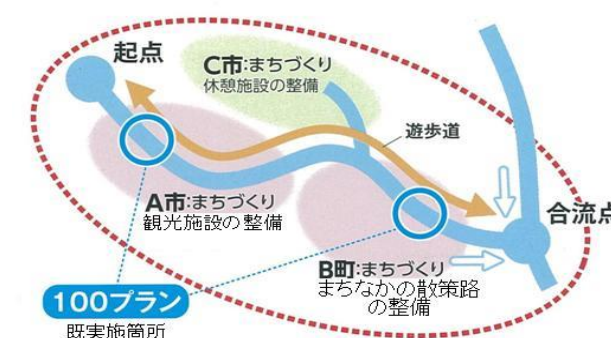 起点
C市:まちづくり
休憩施設の整備
遊歩道
A市:まちづくり
観光施設の整備
合流点
B町:まちづくり
まちなかの散策路
の整備
100プラン
既実施箇所